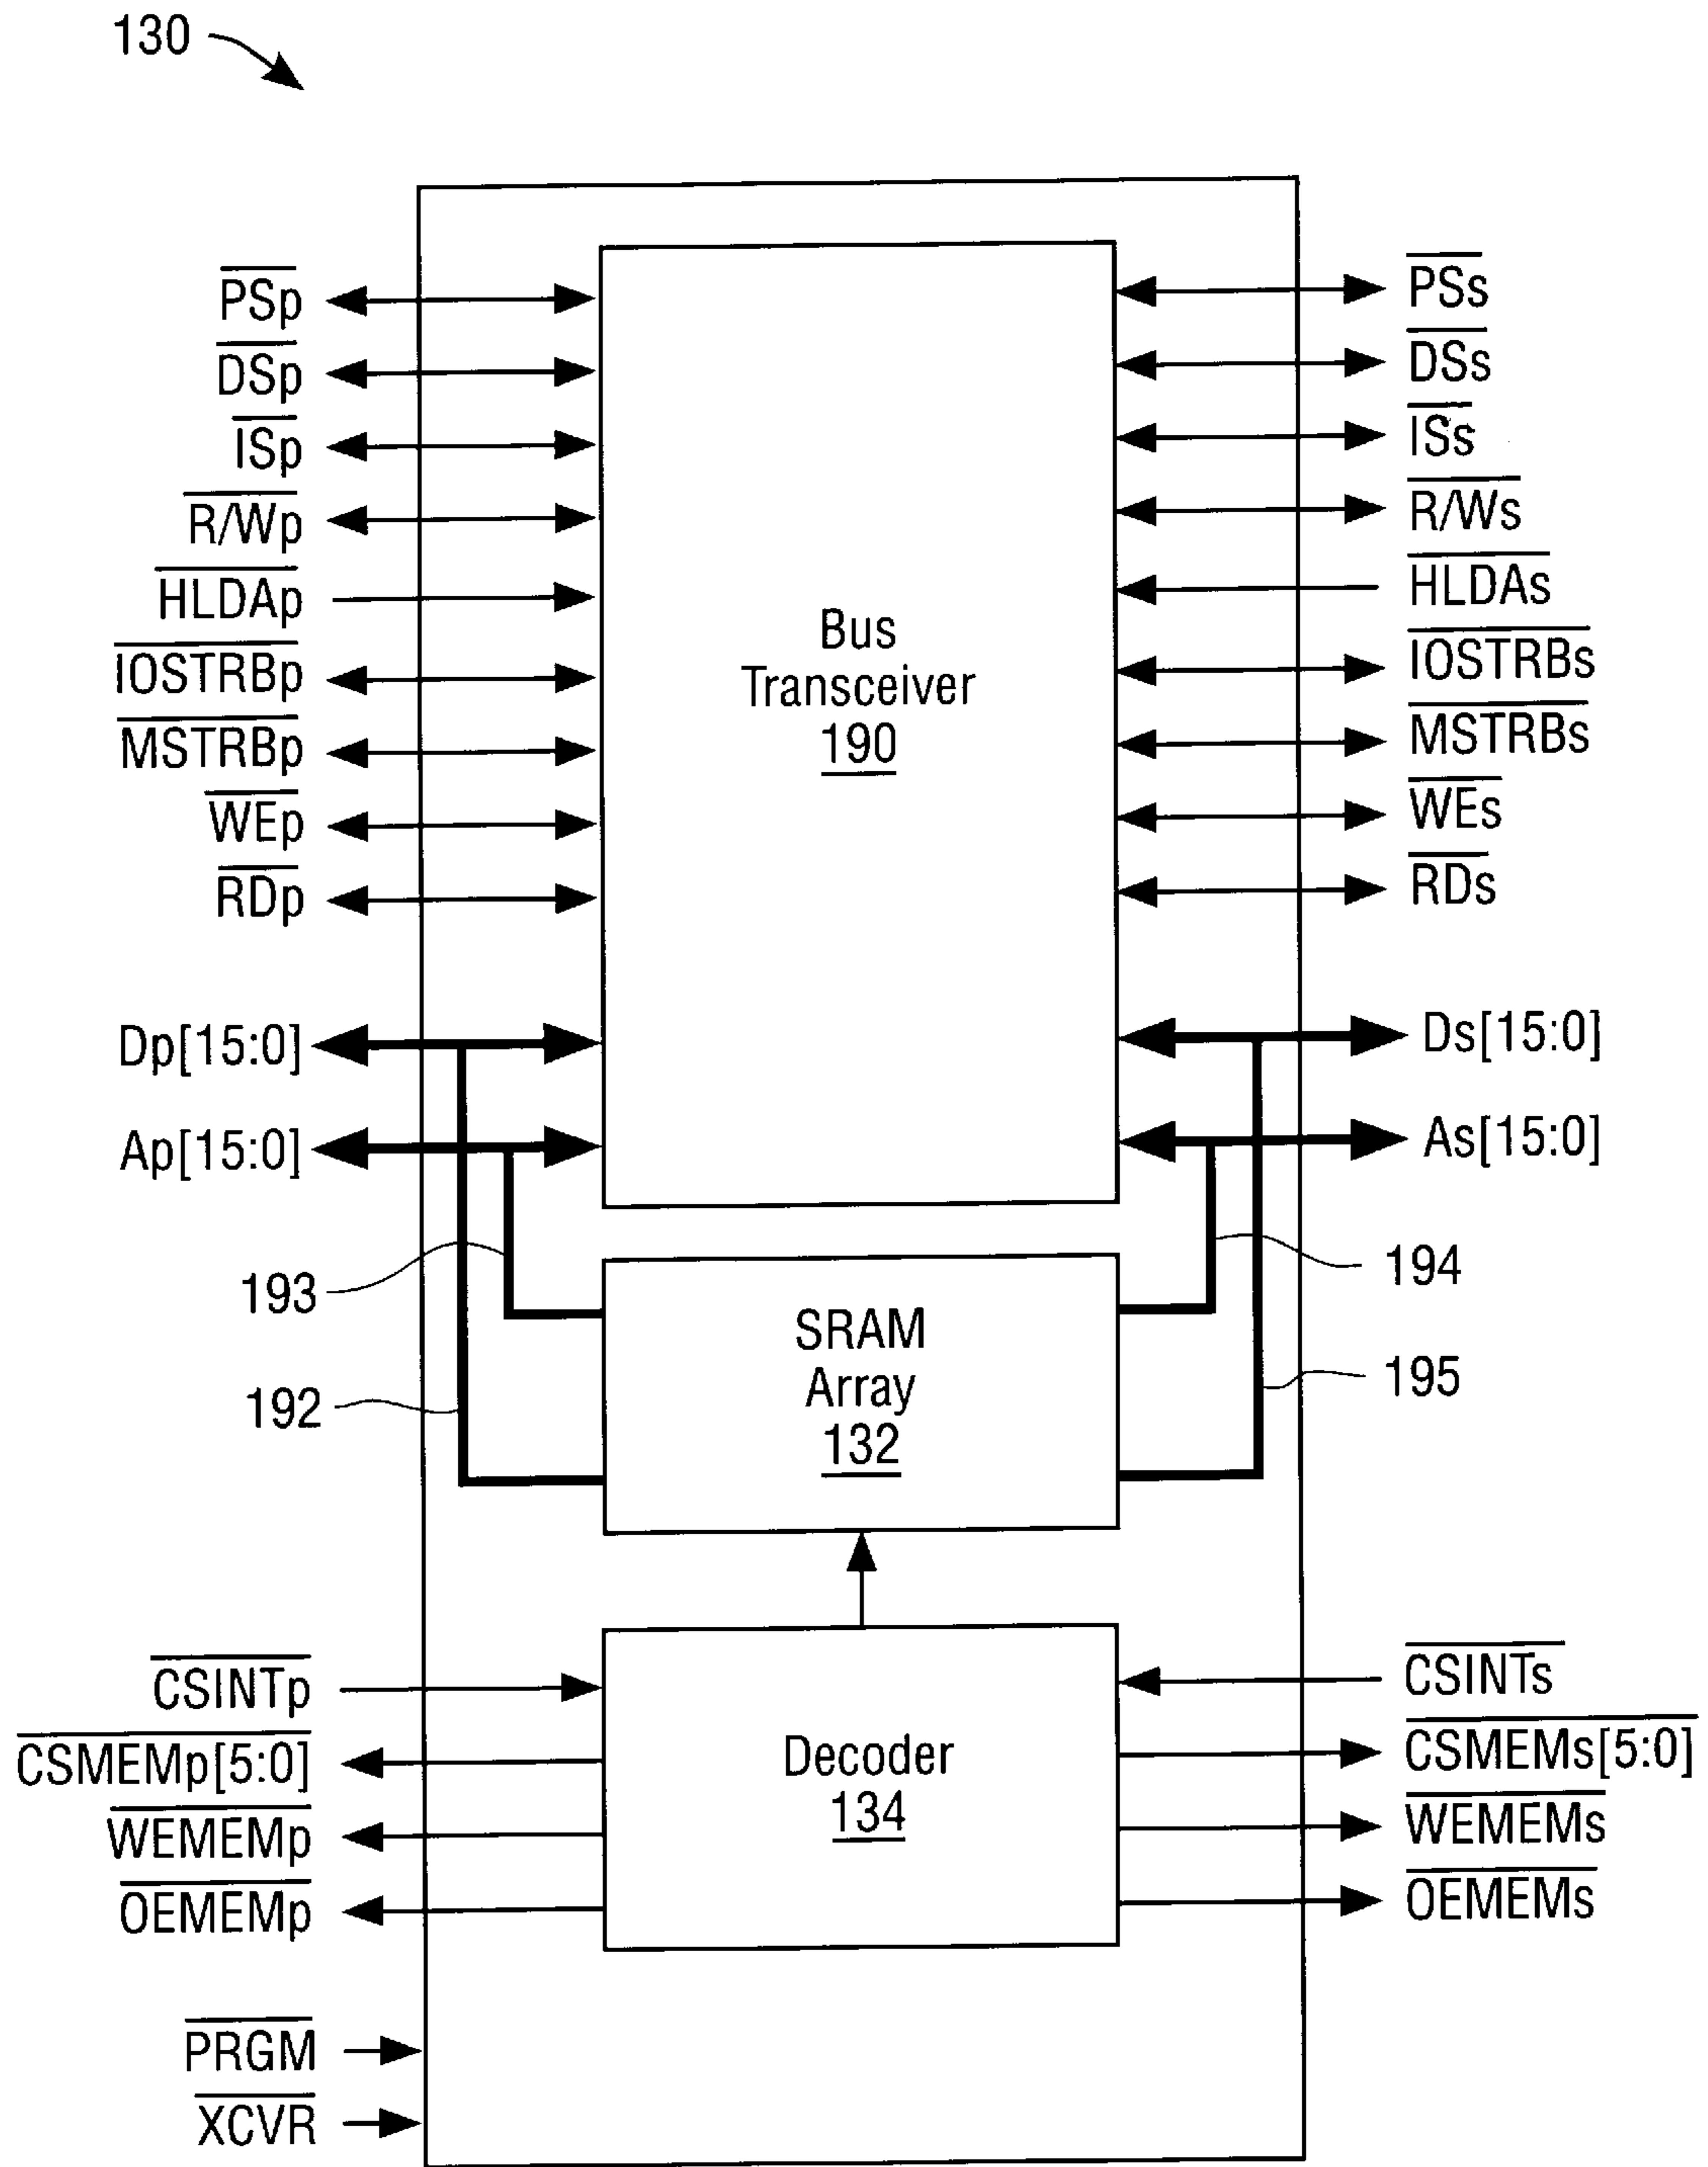 130
PSp
DSp
ISp
R/Wp
HLDAp
IOSTRBp
MSTRBp
WEp
RDp
Dp[15:0]
Ap[15:0]
193
192
Bus
Transceiver
190
SRAM
Array
132
Decoder
134
PSs
DSs
ISs
R/Ws
HLDAs
IOSTRBs
MSTRBs
WEs
RDs
Ds[15:0]
As[15:0]
194
195
CSINTp
CSMEMp[5:0]
WEMEMp
OEMEMp
CSINTs
CSMEMs[5:0]
WEMEMs
OEMEMs
PRGM
XCVR